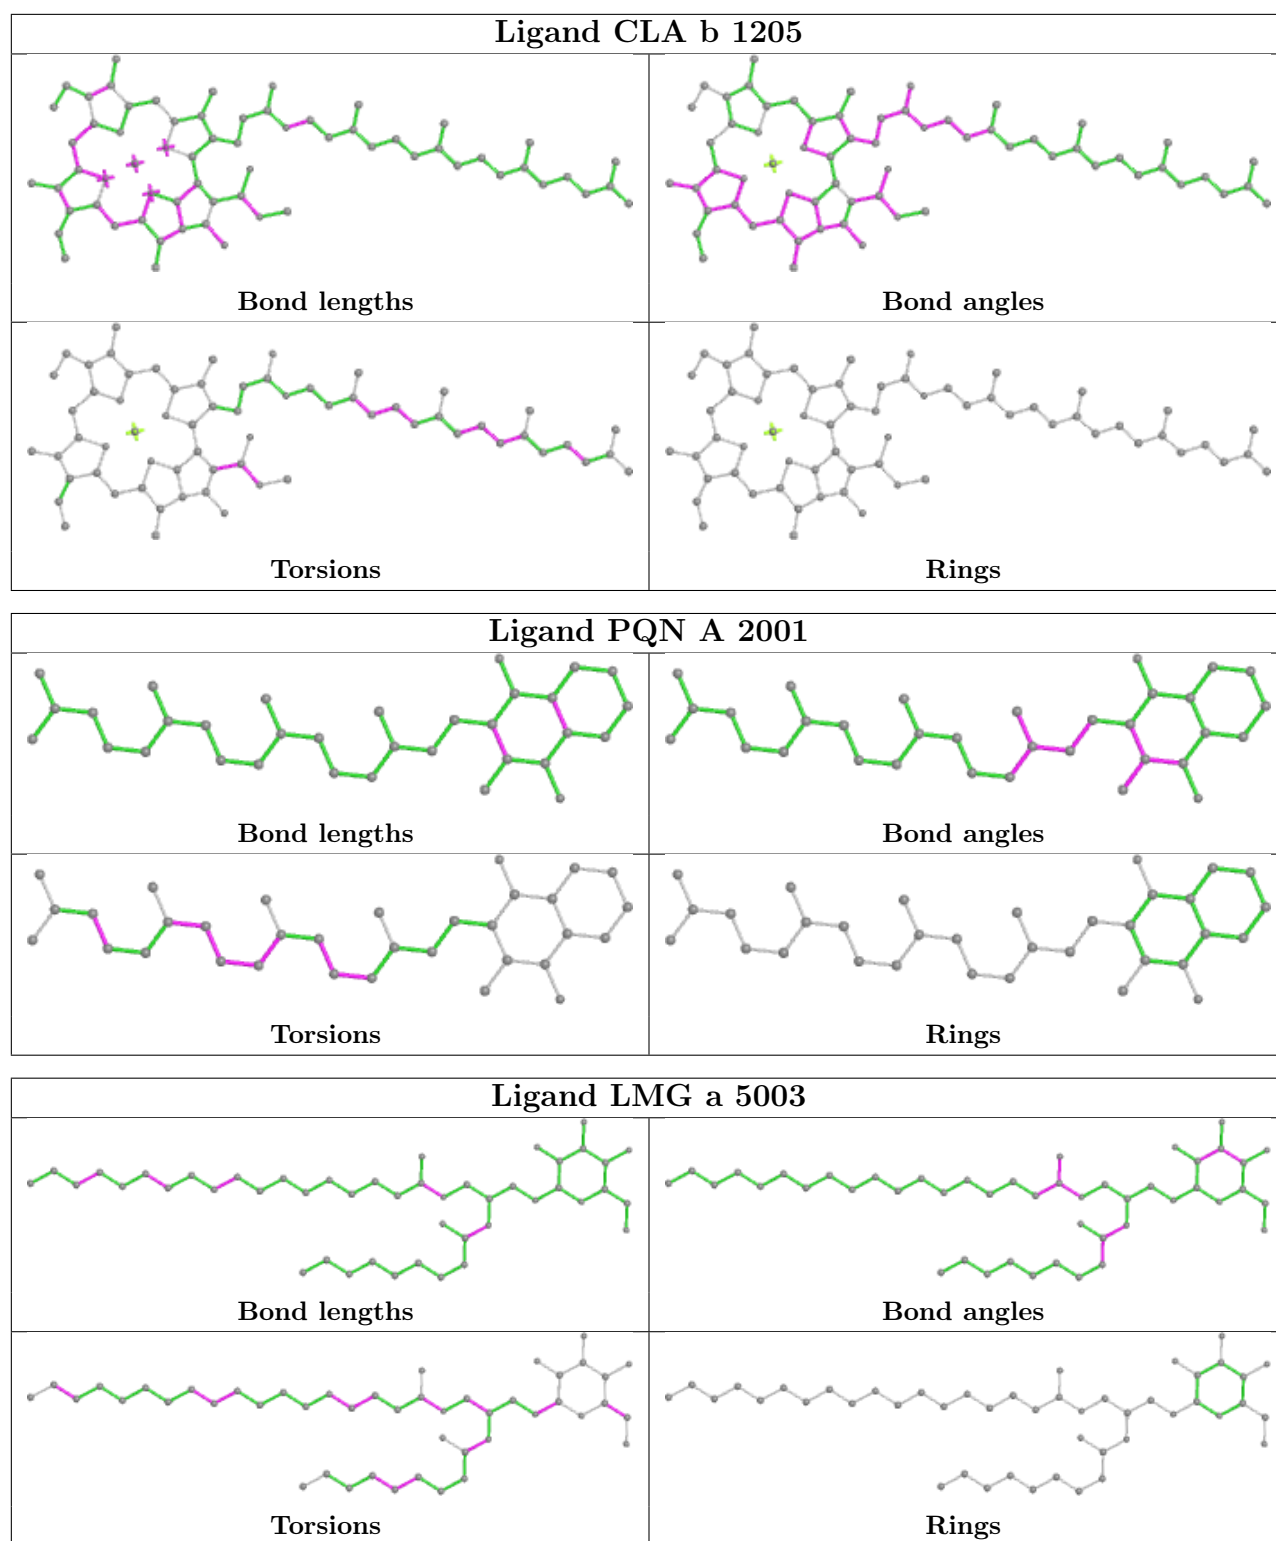 Ligand CLA b 1205
Bond lengths
Bond angles
Torsions
Rings
Ligand PQN A 2001
Bond lengths
Bond angles
Torsions
Rings
Ligand LMG a 5003
Bond lengths
Bond angles
Torsions
Rings